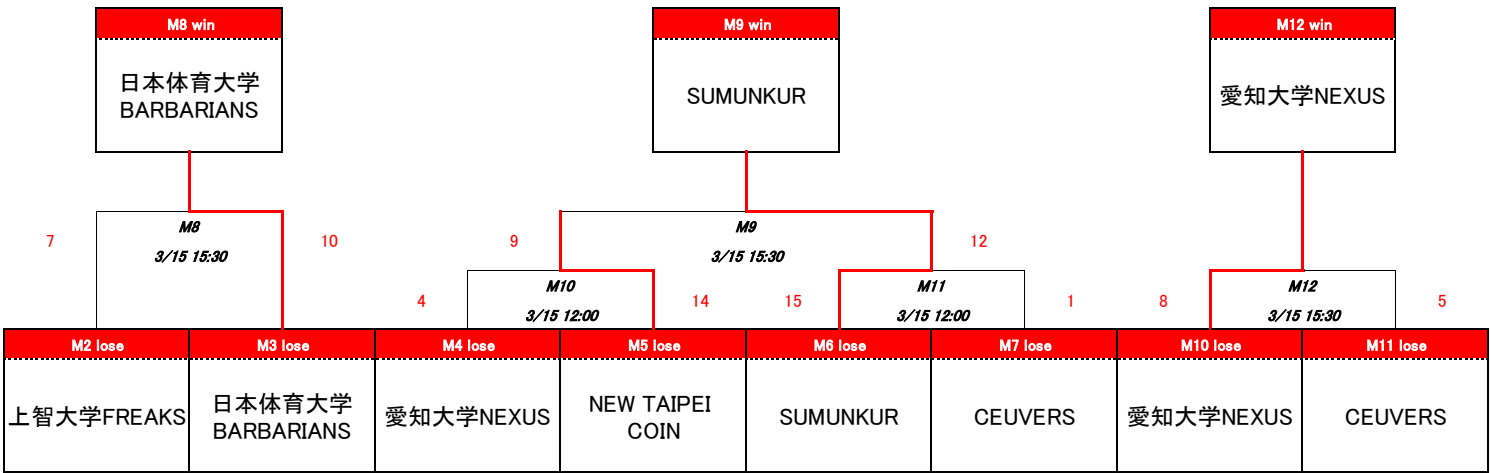 M8 win
M9 win
M12 win
日本体育大学
BARBARIANS
SUMUNKUR
愛知大学NEXUS
M8
M9
7
10
9
12
3/15 15:30
3/15 15:30
M10
M11
M12
4
14
15
1
8
5
3/15 12:00
3/15 12:00
3/15 15:30
M2 lose
M3 lose
M4 lose
M5 lose
M6 lose
M7 lose
M10 lose
M11 lose
上智大学FREAKS
日本体育大学
BARBARIANS
愛知大学NEXUS
NEW TAIPEI
COIN
SUMUNKUR
CEUVERS
愛知大学NEXUS
CEUVERS